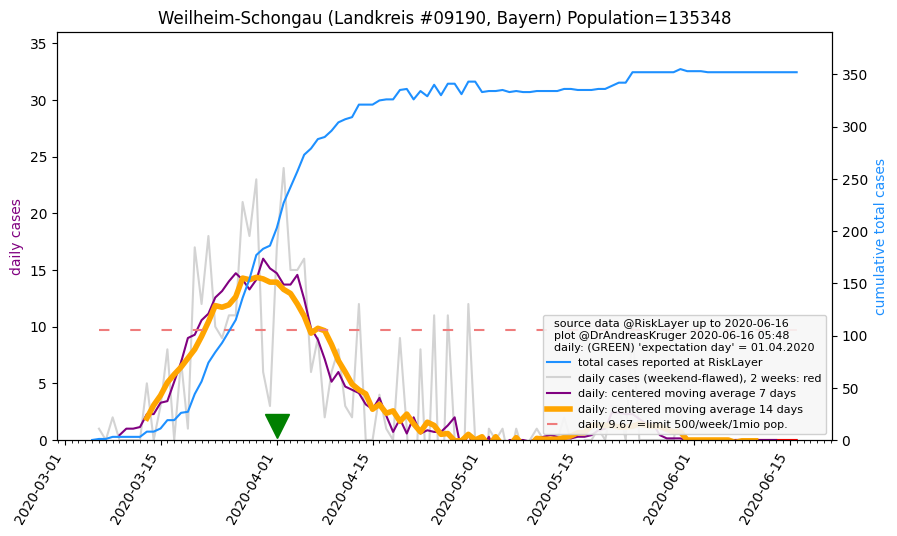 Weilheim-Schongau (Landkreis #09190, Bayern) Population=135348
35
30
25
20
15
10
5
0
daily cases
350
300
250
200
150
100
50
0
cumulative total cases
source data @RiskLayer up to 2020-06-16
plot @DrAndreasKruger 2020-06-16 05:48
daily: (GREEN) 'expectation day' = 01.04.2020
total cases reported at RiskLayer
daily cases (weekend-flawed), 2 weeks: red
daily: centered moving average 7 days
daily: centered moving average 14 days
daily 9.67 =limit 500/week/1mio pop.
2020-03-01
2020-03-15
2020-04-01
2020-04-15
2020-05-01
2020-05-15
2020-06-01
2020-06-15